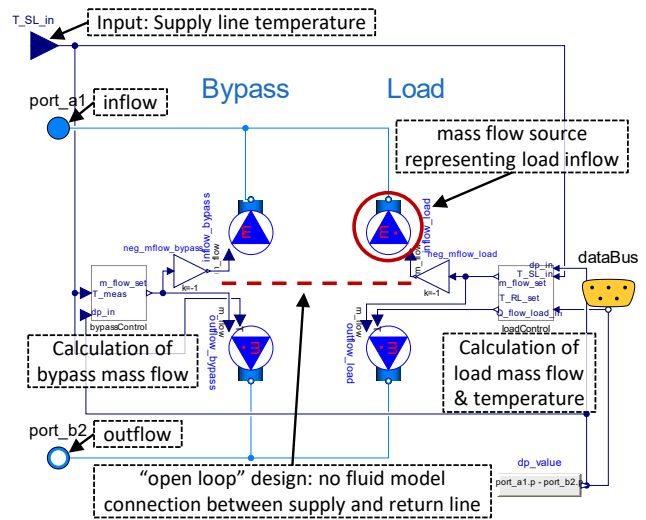 T_SL_in
Input: Supply line temperature
port_a1
inflow
Bypass
Load
mass flow source
representing load inflow
inflow_bypass
m_flow
inflow_load
m_flow
neg_mflow_bypass
k=-1
neg_mflow_load
k=-1
dataBus
m_flow_set
T_meas
dp_in
bypassControl
dp_in
T_SL_in
m_flow_set
T_RL_set
Q_flow_load_in
loadControl
m_flow
outflow_bypass
m_flow
outflow_load
Calculation of
bypass mass flow
Calculation of
load mass flow
& temperature
port_b2
outflow
"open loop" design: no fluid model
connection between supply and return line
dp_value
port_a1.p - port_b2.p